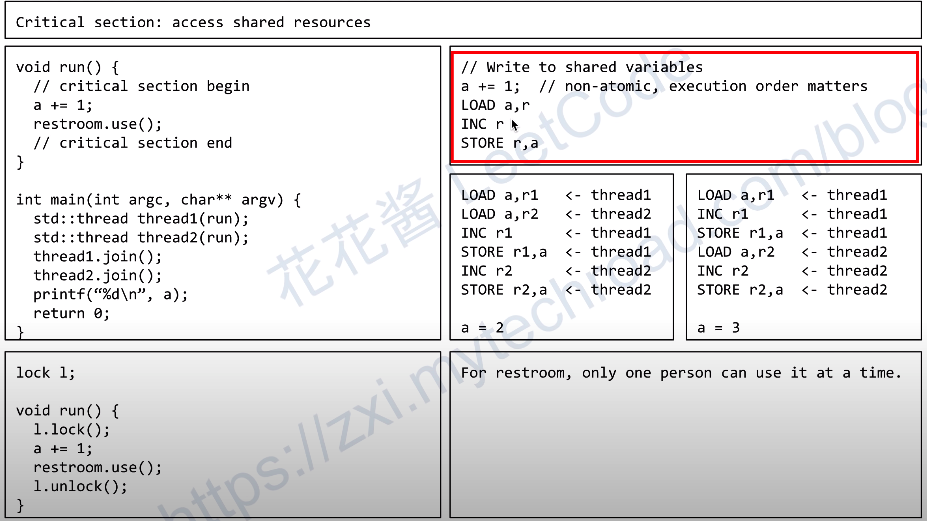 Critical section: access shared resources
void run() {
// critical section begin
a += 1;
restroom.use();
// critical section end
}
int main(int argc, char** argv) {
std::thread thread1(run);
std::thread thread2(run);
thread1.join();
thread2.join();
printf(“%d\n”, a);
return 0;
}
// Write to shared variables
a += 1;  // non-atomic, execution order matters
LOAD a,r
INC r
STORE r,a
LOAD a,r1   <- thread1
LOAD a,r2   <- thread2
INC r1      <- thread1
STORE r1,a  <- thread1
INC r2      <- thread2
STORE r2,a  <- thread2
a = 2
LOAD a,r1   <- thread1
INC r1      <- thread1
STORE r1,a  <- thread1
LOAD a,r2   <- thread2
INC r2      <- thread2
STORE r2,a  <- thread2
a = 3
lock l;
void run() {
l.lock();
a += 1;
restroom.use();
l.unlock();
}
For restroom, only one person can use it at a time.
花花酱 LeetCode
https://zxi.mytechroad.com/blog